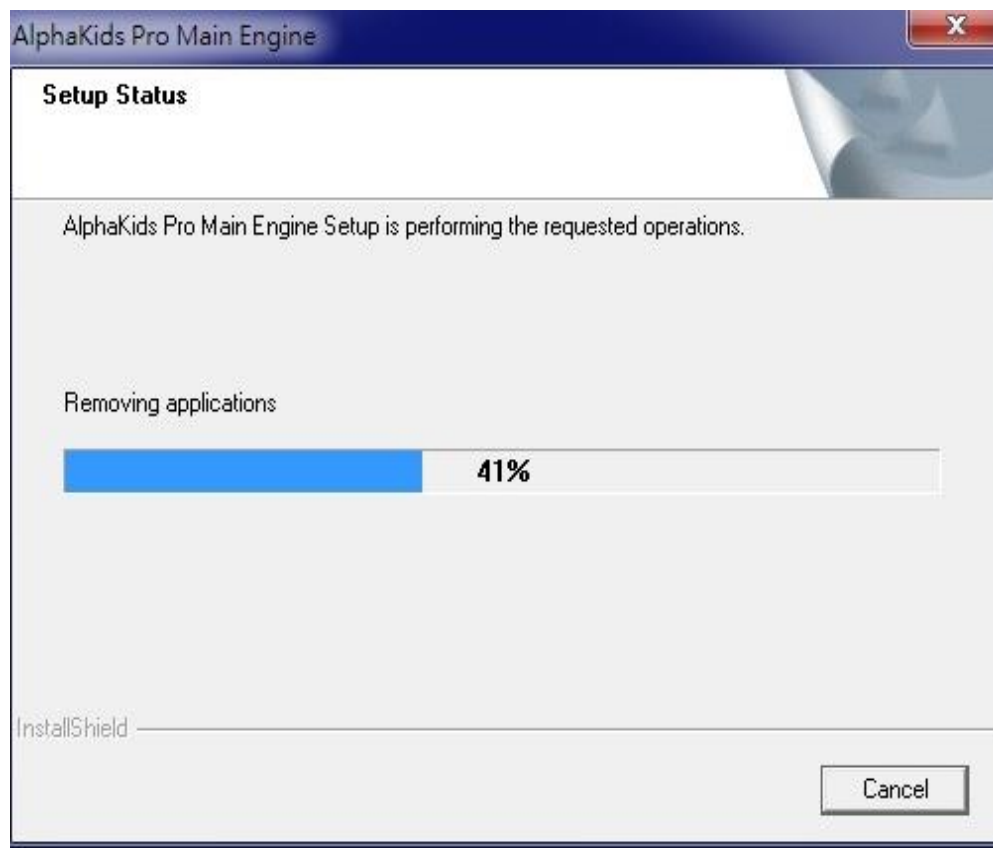 AlphaKids Pro Main Engine
Setup Status
AlphaKids Pro Main Engine Setup is performing the requested operations.
Removing applications
41%
InstallShield
Cancel